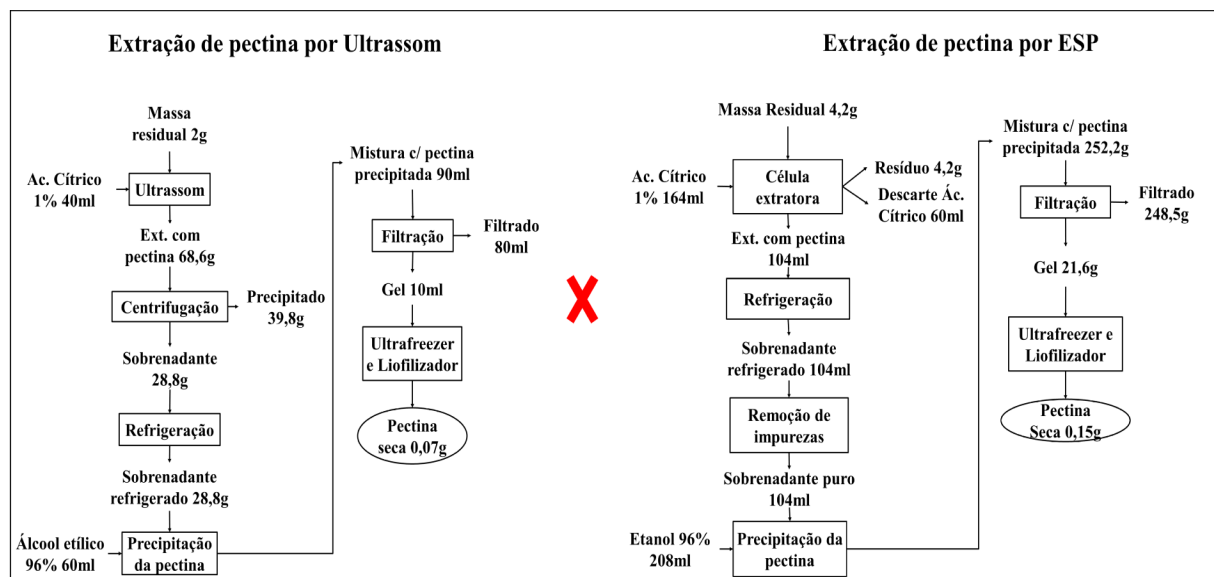 Extração de pectina por Ultrassom
Massa
residual 2g
Ac. Cítrico
1% 40ml
Ultrassom
Ext. com
pectina 68,6g
Centrifugação
Precipitado
39,8g
Sobrenadante
28,8g
Refrigeração
Sobrenadante
refrigerado 28,8g
Álcool etílico
96% 60ml
Precipitação
da pectina
Mistura c/ pectina
precipitada 90ml
Filtração
Filtrado
80ml
Gel 10ml
Ultrafreezer
e Liofilizador
Pectina
seca 0,07g
X
Extração de pectina por ESP
Massa Residual 4,2g
Ac. Cítrico
1% 164ml
Célula
extratora
Resíduo 4,2g
Descarte Ác.
Cítrico 60ml
Ext. com pectina
104ml
Refrigeração
Sobrenadante
refrigerado 104ml
Remoção de
impurezas
Sobrenadante puro
104ml
Etanol 96%
208ml
Precipitação da
pectina
Mistura c/ pectina
precipitada 252,2g
Filtração
Filtrado
248,5g
Gel 21,6g
Ultrafreezer e
Liofilizador
Pectina
Seca 0,15g